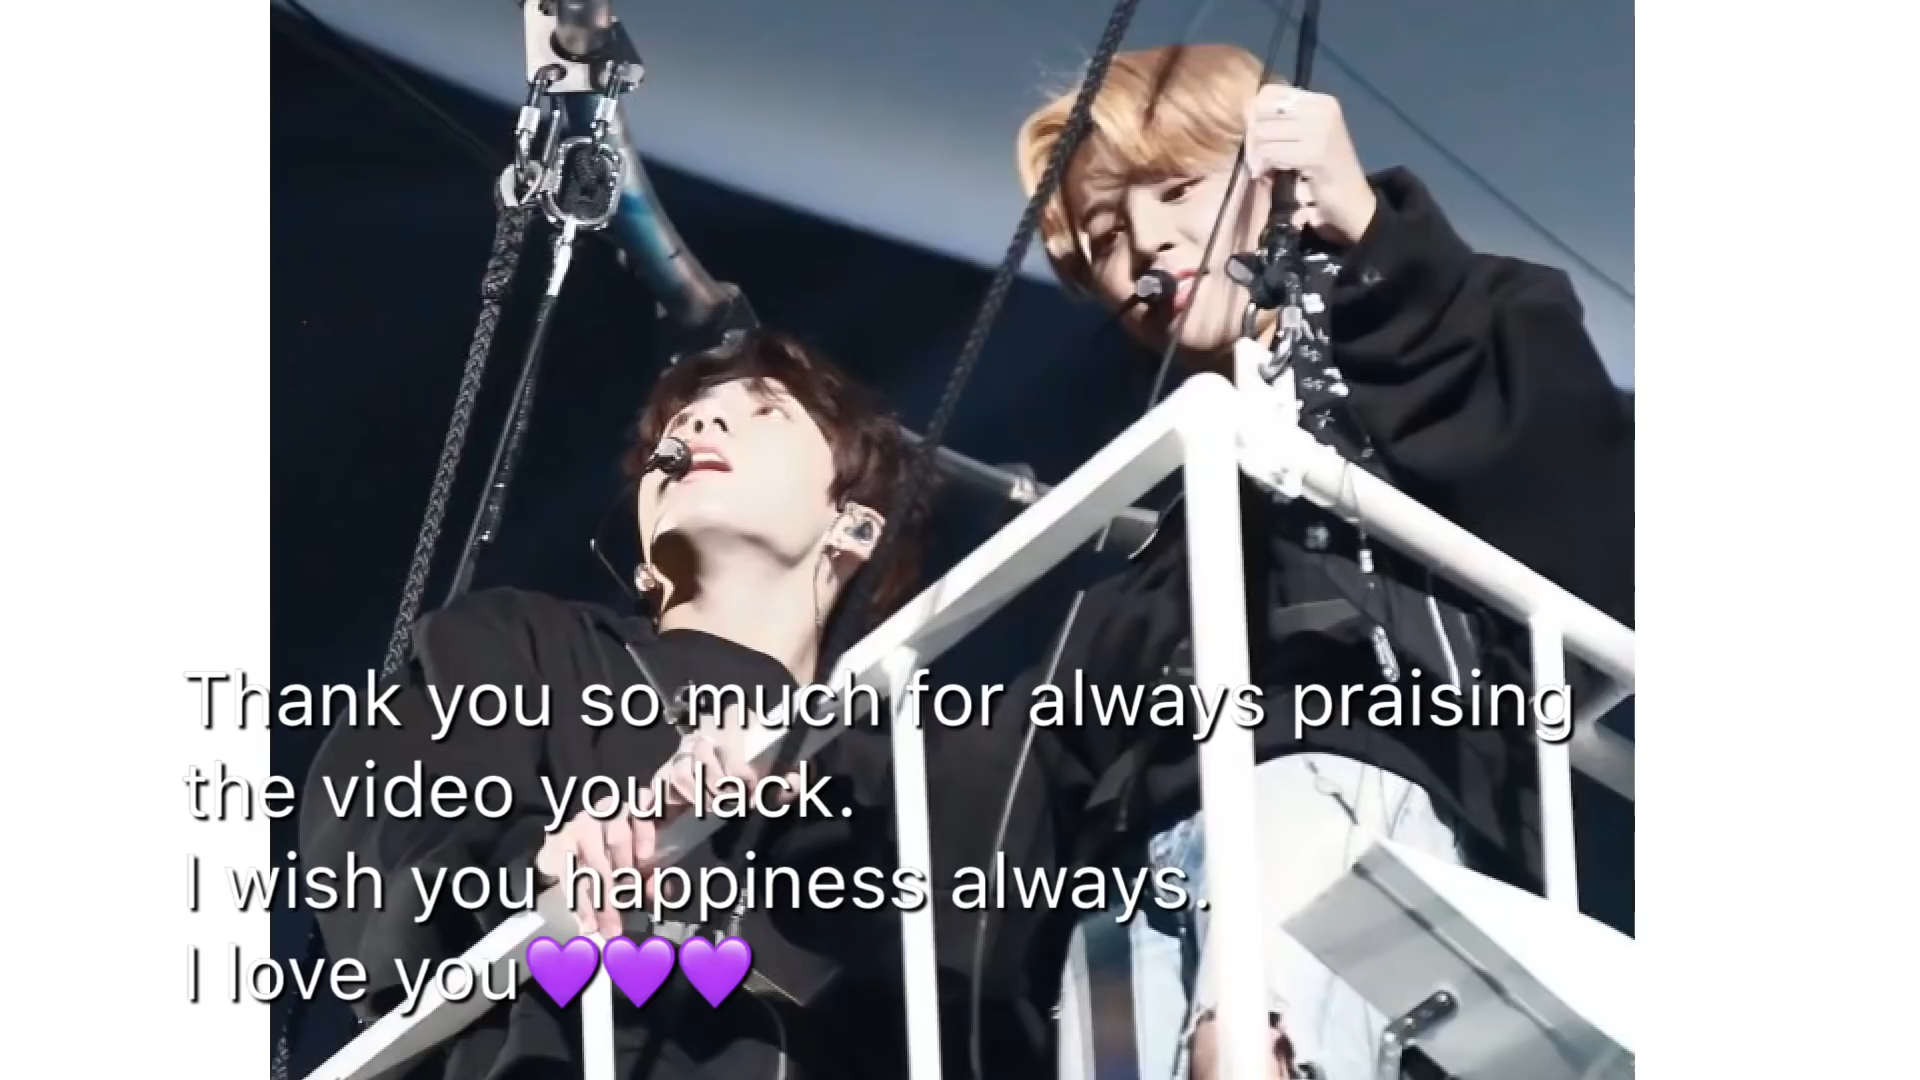 Thank you so much for always praising
the video you lack.
I wish you happiness always.
I love you💜💜💜